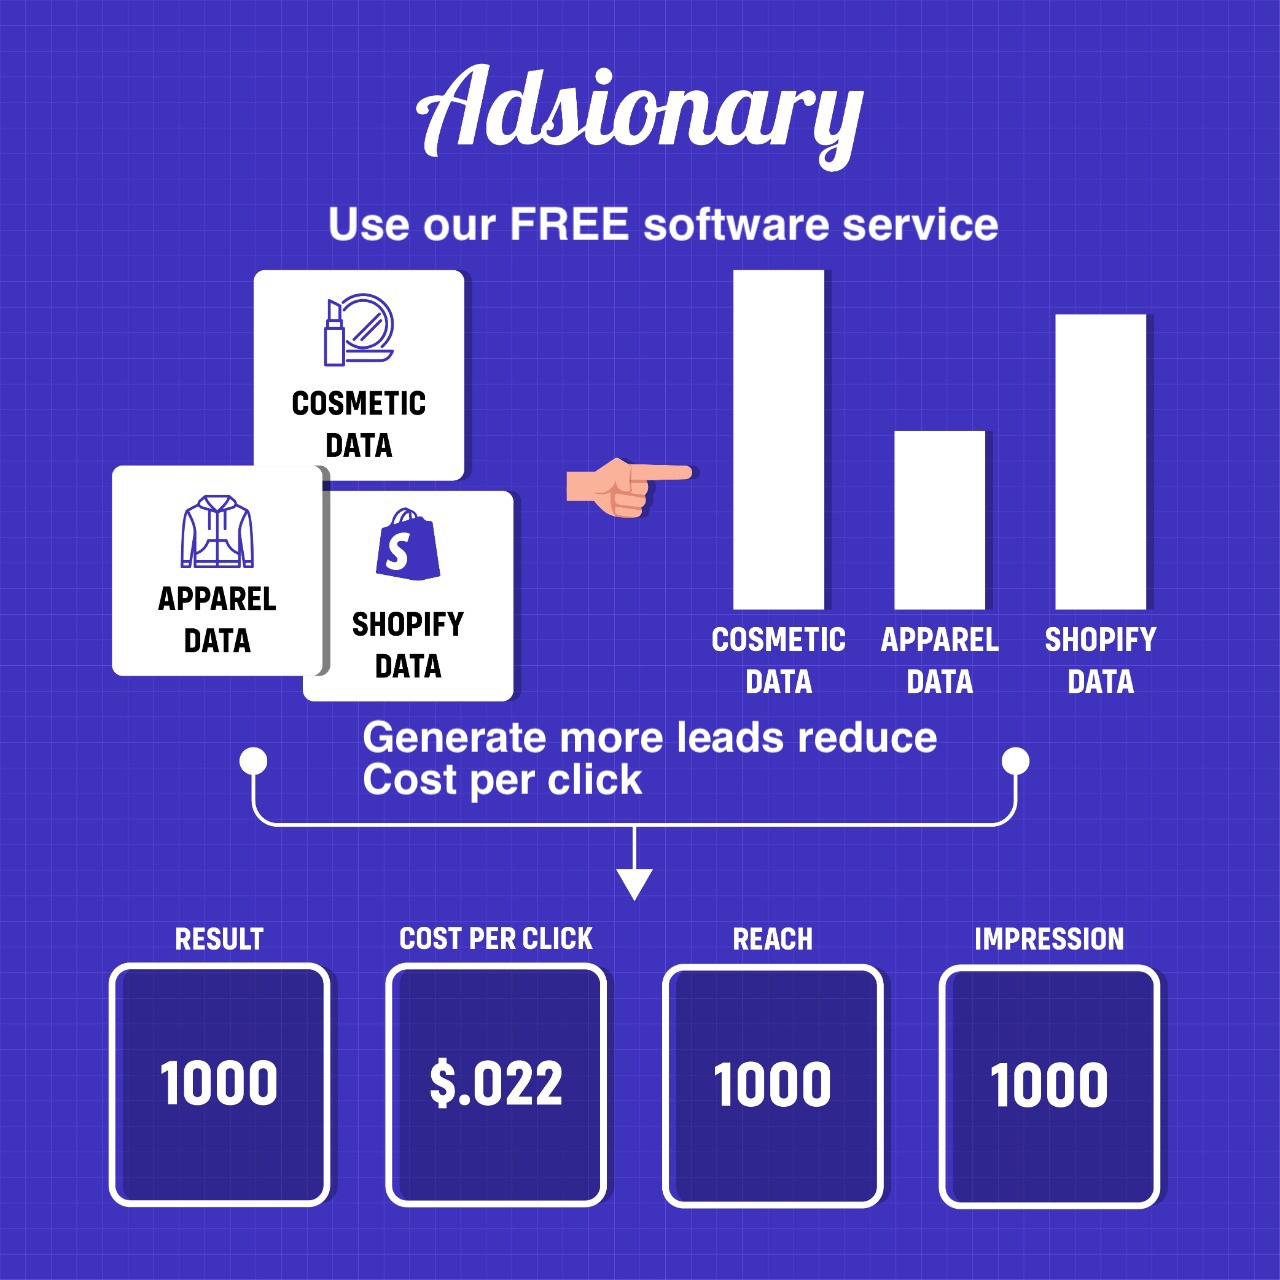 Adsionary
Use our FREE software service
COSMETIC
DATA
APPAREL
DATA
S
SHOPIFY
DATA
COSMETIC
DATA
APPAREL
DATA
SHOPIFY
DATA
Generate more leads reduce
Cost per click
RESULT
COST PER CLICK
REACH
IMPRESSION
1000
$.022
1000
1000